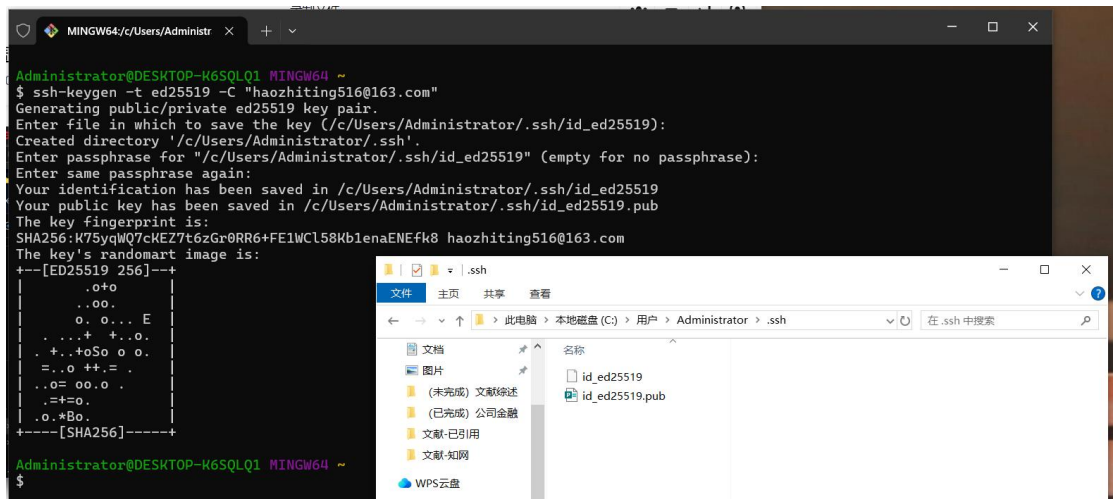 MINGW64:/c/Users/Administr
Administrator@DESKTOP-K6SQLQ1 MINGW64 ~
$ ssh-keygen -t ed25519 -C "haozhiting516@163.com"
Generating public/private ed25519 key pair.
Enter file in which to save the key (/c/Users/Administrator/.ssh/id_ed25519):
Created directory '/c/Users/Administrator/.ssh'.
Enter passphrase for "/c/Users/Administrator/.ssh/id_ed25519" (empty for no passphrase):
Enter same passphrase again:
Your identification has been saved in /c/Users/Administrator/.ssh/id_ed25519
Your public key has been saved in /c/Users/Administrator/.ssh/id_ed25519.pub
The key fingerprint is:
SHA256:K75yqWQ7cKEZ7t6zGr0RR6+FE1WCl58Kb1enaENEfk8 haozhiting516@163.com
The key's randomart image is:
+--[ED25519 256]--+
|        .o+o     |
|        ..oo.    |
|       o. o... E |
|  . ...+  +..o.  |
| . +..+oSo o o.  |
|  =..o ++.= .    |
| ..o= oo.o .     |
|  .=+=o.         |
| .o.*Bo.         |
+----[SHA256]-----+
Administrator@DESKTOP-K6SQLQ1 MINGW64 ~
$
.ssh
文件 主页 共享 查看
此电脑 > 本地磁盘 (C:) > 用户 > Administrator > .ssh
在 .ssh 中搜索
文档
图片
(未完成) 文献综述
(已完成) 公司金融
文献-已引用
文献-知网
WPS云盘
名称
id_ed25519
id_ed25519.pub